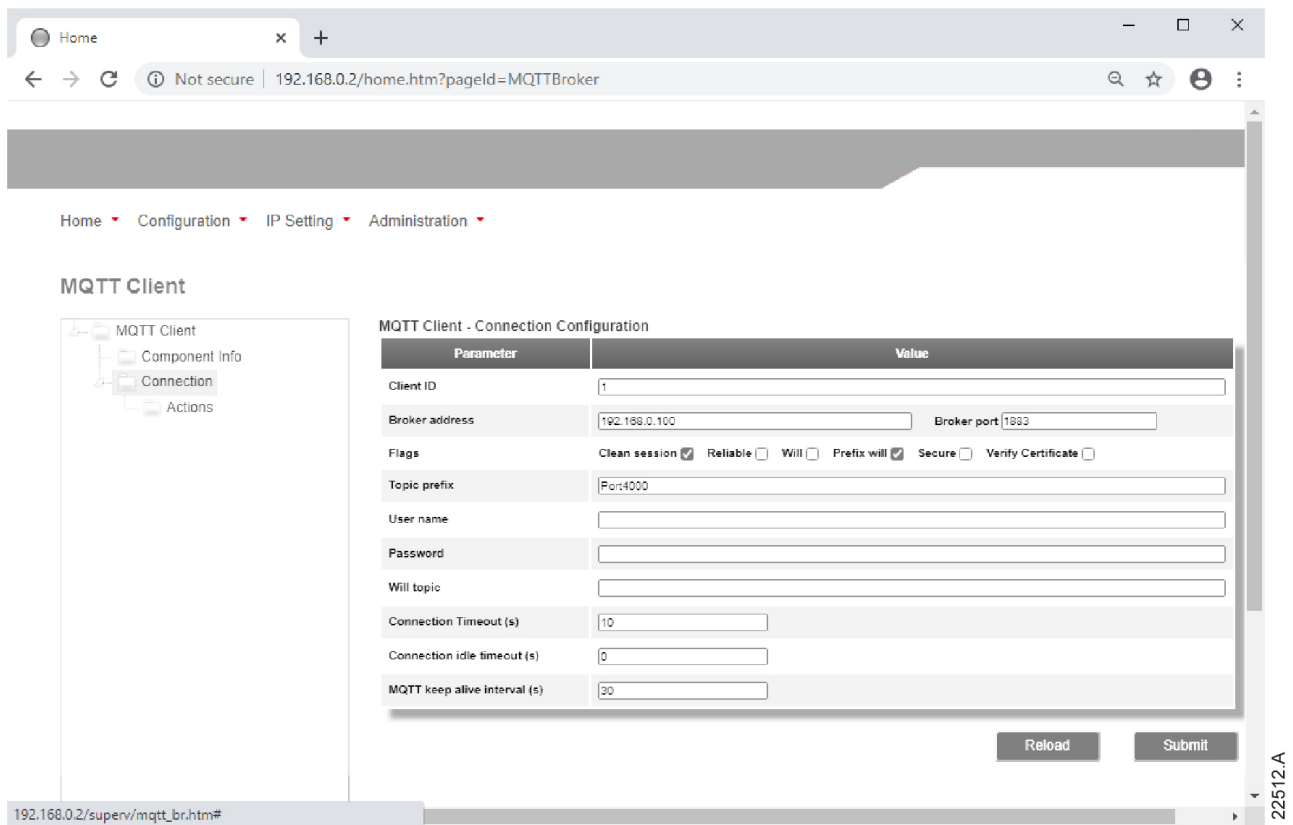 Home
Not secure 192.168.0.2/home.htm?pageId=MQTTBroker
Home Configuration IP Setting Administration
MQTT Client
MQTT Client
Component Info
Connection
Actions
MQTT Client - Connection Configuration
Parameter Value
Client ID 1
Broker address 192.168.0.100 Broker port 1883
Flags Clean session Reliable Will Prefix will Secure Verify Certificate
Topic prefix Port4000
User name
Password
Will topic
Connection Timeout (s) 10
Connection idle timeout (s) 0
MQTT keep alive interval (s) 30
Reload Submit
192.168.0.2/superv/mqtt_br.htm#
22512.A